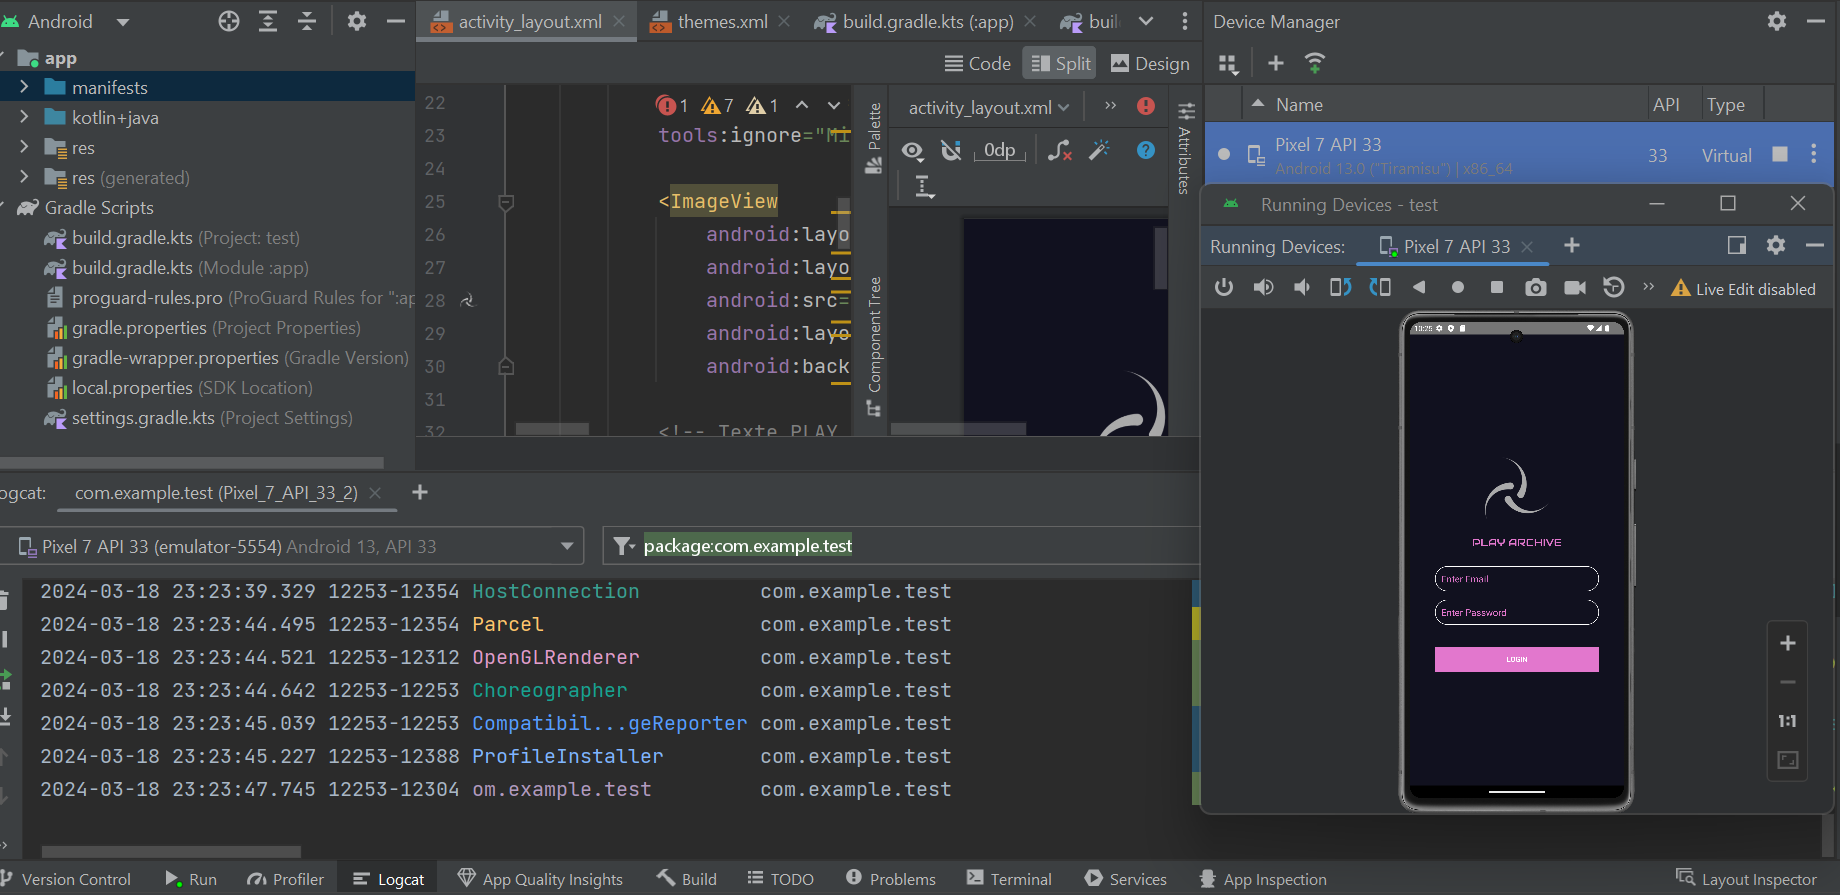 Android
app
manifests
kotlin+java
res
res (generated)
Gradle Scripts
build.gradle.kts (Project: test)
build.gradle.kts (Module :app)
proguard-rules.pro (ProGuard Rules for ":ap
gradle.properties (Project Properties)
gradle-wrapper.properties (Gradle Version)
local.properties (SDK Location)
settings.gradle.kts (Project Settings)
activity_layout.xml
themes.xml
build.gradle.kts (:app)
buil
Code
Split
Design
22
1
7
1
23
tools:ignore="Mi
24
25
<ImageView
26
android:layo
27
android:layo
28
android:src=
29
android:layo
30
android:back
31
32
<!-- Texte PLAY
Palette
Component Tree
activity_layout.xml
0dp
Attributes
Device Manager
Name
API
Type
Pixel 7 API 33
Android 13.0 ("Tiramisu") | x86_64
33
Virtual
Running Devices - test
Running Devices:
Pixel 7 API 33
Live Edit disabled
10:25
PLAY ARCHIVE
Enter Email
Enter Password
LOGIN
1:1
ogcat:
com.example.test (Pixel_7_API_33_2)
Pixel 7 API 33 (emulator-5554) Android 13, API 33
package:com.example.test
2024-03-18 23:23:39.329 12253-12354 HostConnection com.example.test
2024-03-18 23:23:44.495 12253-12354 Parcel com.example.test
2024-03-18 23:23:44.521 12253-12312 OpenGLRenderer com.example.test
2024-03-18 23:23:44.642 12253-12253 Choreographer com.example.test
2024-03-18 23:23:45.039 12253-12253 Compatibil...geReporter com.example.test
2024-03-18 23:23:45.227 12253-12388 ProfileInstaller com.example.test
2024-03-18 23:23:47.745 12253-12304 om.example.test com.example.test
Version Control
Run
Profiler
Logcat
App Quality Insights
Build
TODO
Problems
Terminal
Services
App Inspection
Layout Inspector